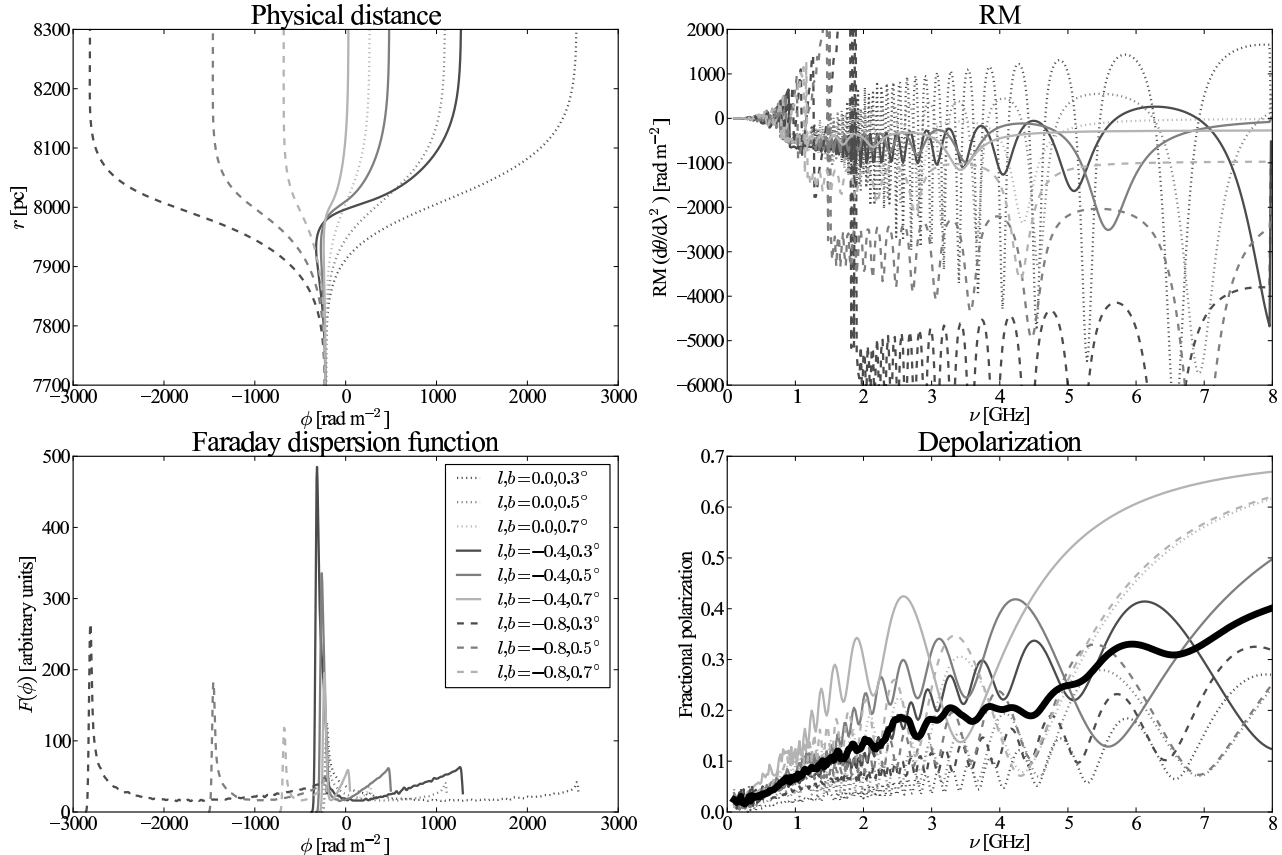 Physical distance
8300
8200
8100
8000
7900
7800
7700
r [pc]
−3000 −2000 −1000 0 1000 2000 3000
ϕ [rad m−2]
RM
2000
1000
0
−1000
−2000
−3000
−4000
−5000
−6000
RM (dθ/dλ2) [rad m−2]
0 1 2 3 4 5 6 7 8
ν [GHz]
Faraday dispersion function
500
400
300
200
100
0
F(ϕ) [arbitrary units]
l,b=0.0,0.3°
l,b=0.0,0.5°
l,b=0.0,0.7°
l,b=−0.4,0.3°
l,b=−0.4,0.5°
l,b=−0.4,0.7°
l,b=−0.8,0.3°
l,b=−0.8,0.5°
l,b=−0.8,0.7°
−3000 −2000 −1000 0 1000 2000 3000
ϕ [rad m−2]
Depolarization
0.7
0.6
0.5
0.4
0.3
0.2
0.1
0.0
Fractional polarization
0 1 2 3 4 5 6 7 8
ν [GHz]